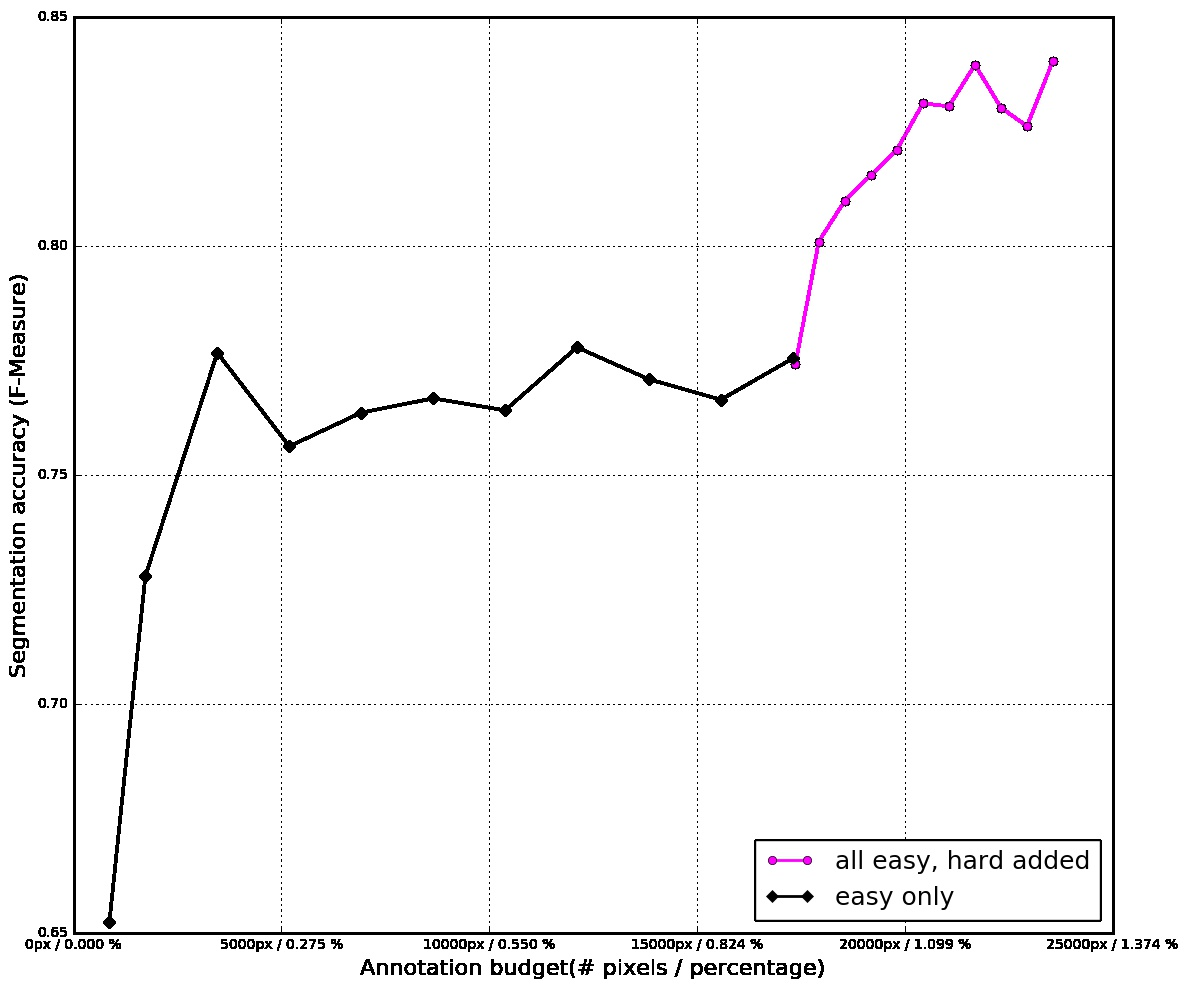 0.85
0.80
0.75
0.70
0.65
Segmentation accuracy (F-Measure)
all easy, hard added
easy only
0px / 0.000 %
5000px / 0.275 %
10000px / 0.550 %
15000px / 0.824 %
20000px / 1.099 %
25000px / 1.374 %
Annotation budget(# pixels / percentage)